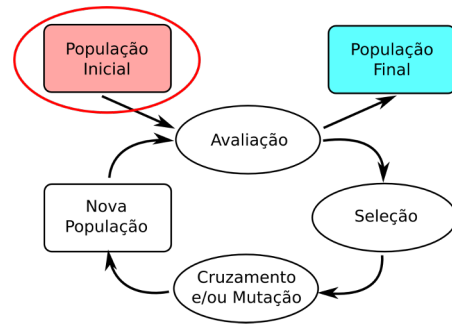 População
Inicial
População
Final
Avaliação
Nova
População
Seleção
Cruzamento
e/ou Mutação